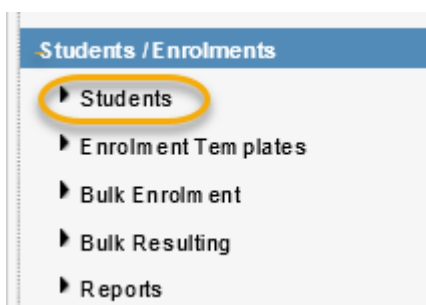 Students / Enrolments
Students
Enrolment Templates
Bulk Enrolment
Bulk Resulting
Reports